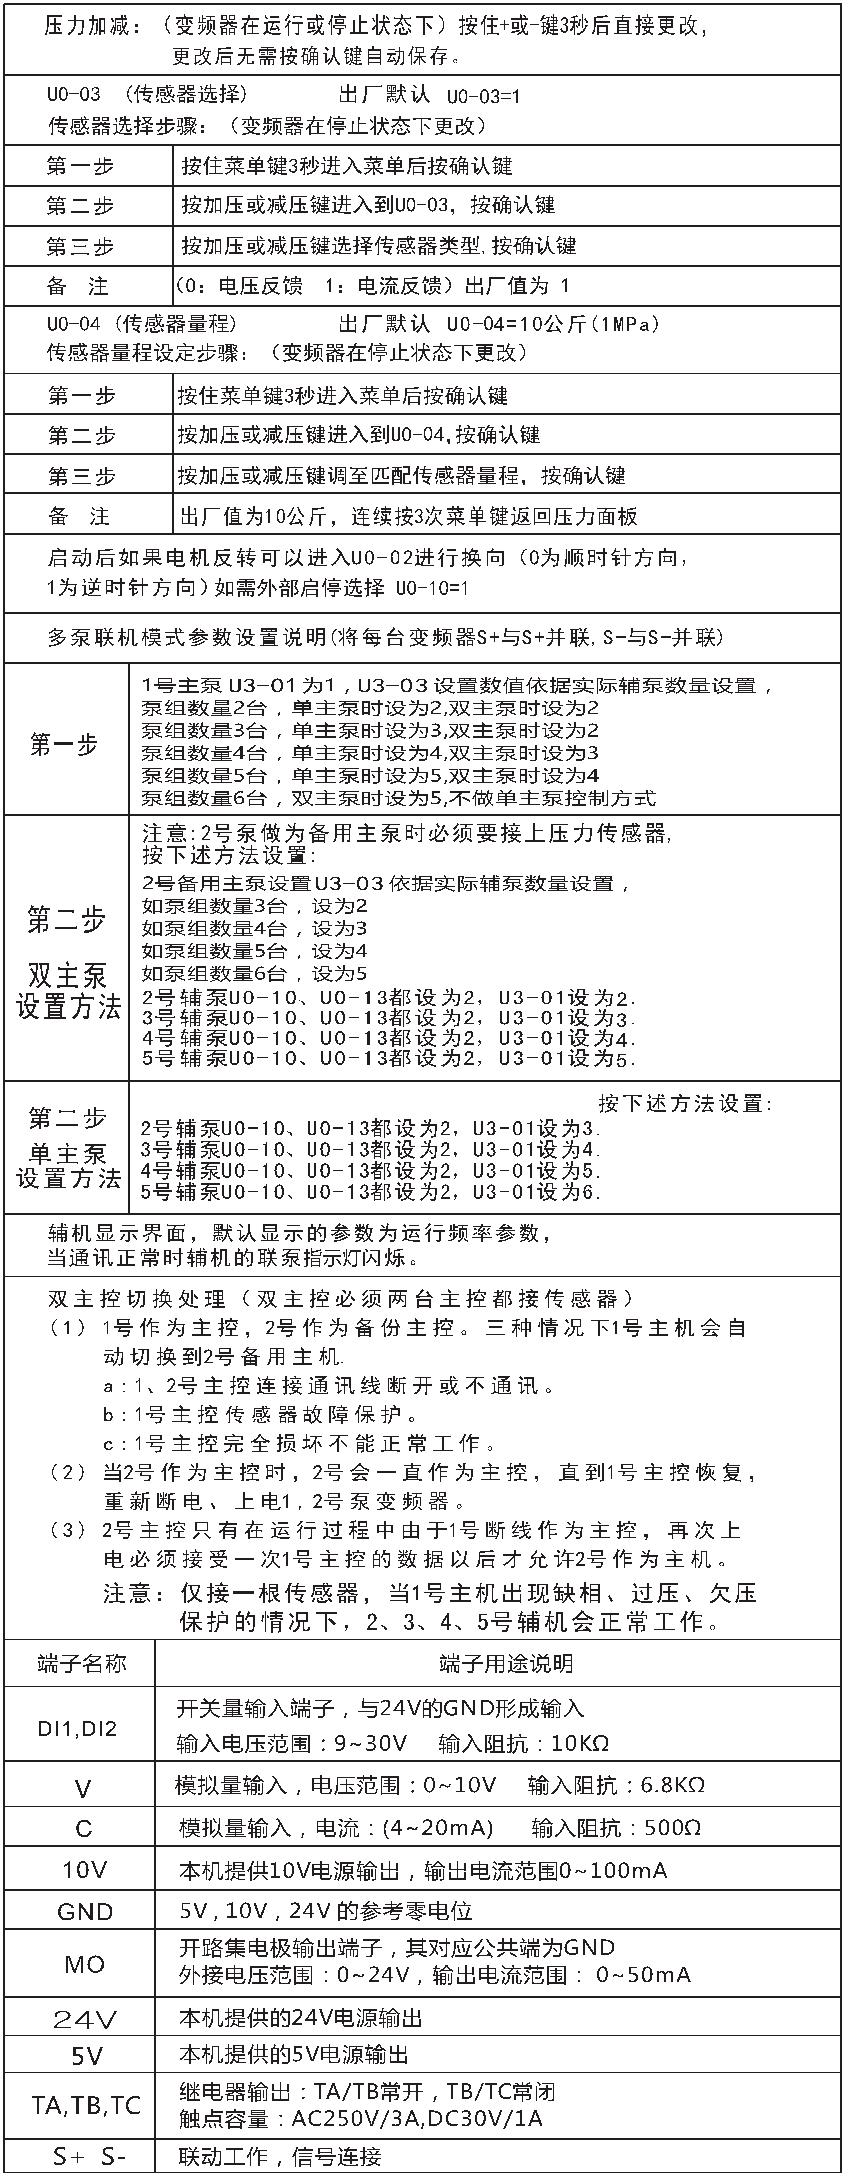 压力加减：（变频器在运行或停止状态下）按住+或-键3秒后直接更改，
更改后无需按确认键自动保存。
U0-03 （传感器选择） 出厂默认 U0-03=1
传感器选择步骤：（变频器在停止状态下更改）
第一步 按住菜单键3秒进入菜单后按确认键
第二步 按加压或减压键进入到U0-03，按确认键
第三步 按加压或减压键选择传感器类型,按确认键
备 注 （0：电压反馈 1：电流反馈）出厂值为 1
U0-04 (传感器量程) 出厂默认 U0-04=10公斤(1MPa)
传感器量程设定步骤：（变频器在停止状态下更改）
第一步 按住菜单键3秒进入菜单后按确认键
第二步 按加压或减压键进入到U0-04,按确认键
第三步 按加压或减压键调至匹配传感器量程，按确认键
备 注 出厂值为10公斤，连续按3次菜单键返回压力面板
启动后如果电机反转可以进入U0-02进行换向（0为顺时针方向，
1为逆时针方向)如需外部启停选择 U0-10=1
多泵联机模式参数设置说明(将每台变频器S+与S+并联,S-与S-并联)
第一步
1号主泵 U3-01 为1，U3-03 设置数值依据实际辅泵数量设置，
泵组数量2台，单主泵时设为2,双主泵时设为2
泵组数量3台，单主泵时设为3,双主泵时设为2
泵组数量4台，单主泵时设为4,双主泵时设为3
泵组数量5台，单主泵时设为5,双主泵时设为4
泵组数量6台，双主泵时设为5,不做单主泵控制方式
第二步
双主泵
设置方法
注意:2号泵做为备用主泵时必须要接上压力传感器,
按下述方法设置:
2号备用主泵设置U3-03 依据实际辅泵数量设置，
如泵组数量3台，设为2
如泵组数量4台，设为3
如泵组数量5台，设为4
如泵组数量6台，设为5
2号辅泵U0-10、U0-13都设为2，U3-01设为2.
3号辅泵U0-10、U0-13都设为2，U3-01设为3.
4号辅泵U0-10、U0-13都设为2，U3-01设为4.
5号辅泵U0-10、U0-13都设为2，U3-01设为5.
第二步
单主泵
设置方法
按下述方法设置:
2号辅泵U0-10、U0-13都设为2，U3-01设为3.
3号辅泵U0-10、U0-13都设为2，U3-01设为4.
4号辅泵U0-10、U0-13都设为2，U3-01设为5.
5号辅泵U0-10、U0-13都设为2，U3-01设为6.
辅机显示界面，默认显示的参数为运行频率参数，
当通讯正常时辅机的联泵指示灯闪烁。
双主控切换处理（双主控必须两台主控都接传感器）
（1）1号作为主控，2号作为备份主控。三种情况下1号主机会自
动切换到2号备用主机.
a:1、2号主控连接通讯线断开或不通讯。
b:1号主控传感器故障保护。
c:1号主控完全损坏不能正常工作。
（2）当2号作为主控时，2号会一直作为主控，直到1号主控恢复，
重新断电、上电1,2号泵变频器。
（3）2号主控只有在运行过程中由于1号断线作为主控，再次上
电必须接受一次1号主控的数据以后才允许2号作为主机。
注意：仅接一根传感器，当1号主机出现缺相、过压、欠压
保护的情况下，2、3、4、5号辅机会正常工作。
端子名称 端子用途说明
DI1,DI2
开关量输入端子，与24V的GND形成输入
输入电压范围：9~30V 输入阻抗：10KΩ
V 模拟量输入，电压范围：0~10V 输入阻抗：6.8KΩ
C 模拟量输入，电流：(4~20mA) 输入阻抗：500Ω
10V 本机提供10V电源输出，输出电流范围0~100mA
GND 5V，10V，24V 的参考零电位
MO
开路集电极输出端子，其对应公共端为GND
外接电压范围：0~24V，输出电流范围： 0~50mA
24V 本机提供的24V电源输出
5V 本机提供的5V电源输出
TA,TB,TC
继电器输出：TA/TB常开，TB/TC常闭
触点容量：AC250V/3A,DC30V/1A
S+ S- 联动工作，信号连接